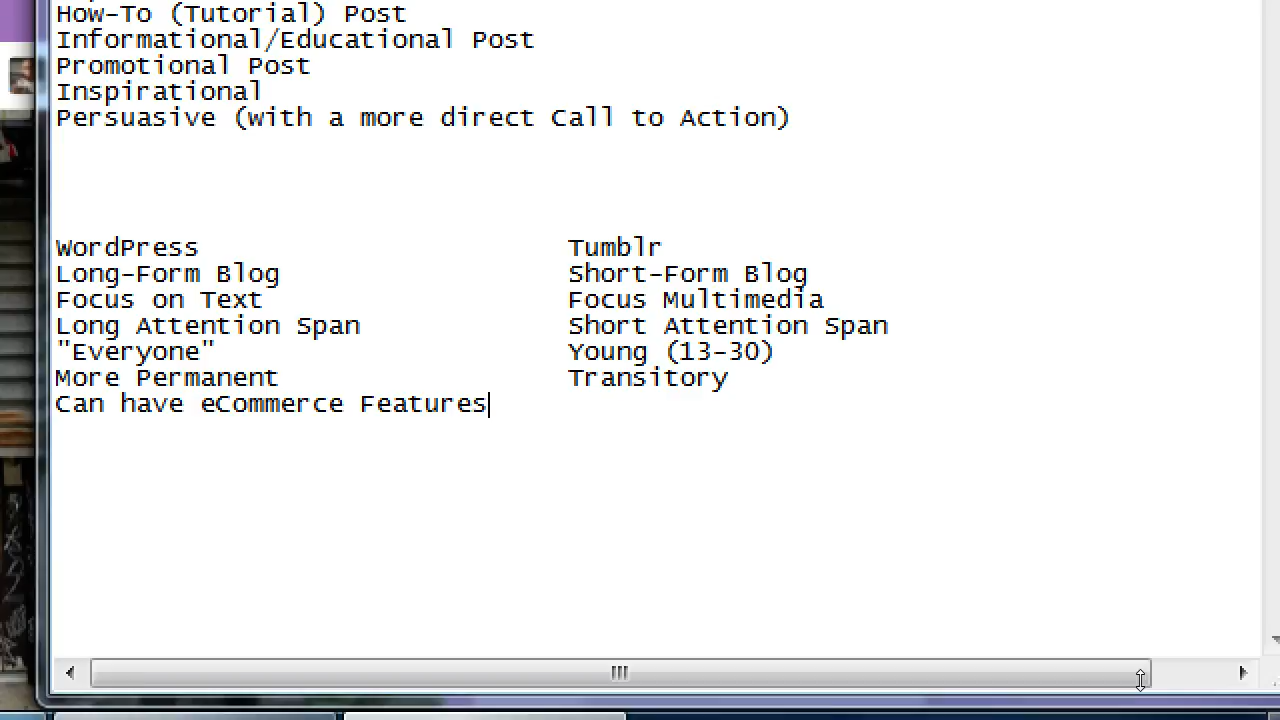 How-To (Tutorial) Post
Informational/Educational Post
Promotional Post
Inspirational
Persuasive (with a more direct Call to Action)
WordPress Tumblr
Long-Form Blog Short-Form Blog
Focus on Text Focus Multimedia
Long Attention Span Short Attention Span
"Everyone" Young (13-30)
More Permanent Transitory
Can have eCommerce Features